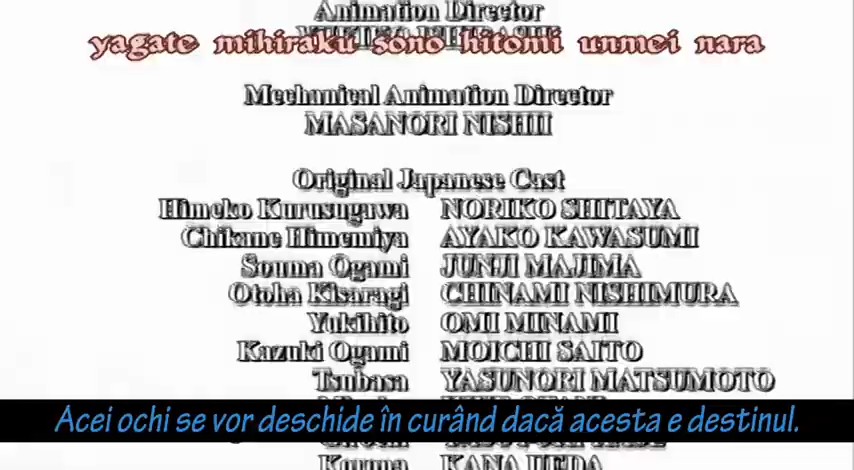 Animation Director
yagate mihiraku sono hitomi unmei nara
Mechanical Animation Director
MASANORI NISHII
Original Japanese Cast
Himeko Kurusugawa NORIKO SHITAYA
Chikane Himemiya AYAKO KAWASUMI
Souma Ogami JUNJI MAJIMA
Otoha Kisaragi CHINAMI NISHIMURA
Yukihito OMI MINAMI
Kazuki Ogami MOICHI SAITO
Tsubasa YASUNORI MATSUMOTO
Acei ochi se vor deschide în curând dacă acesta e destinul.
Korona KANA UEDA